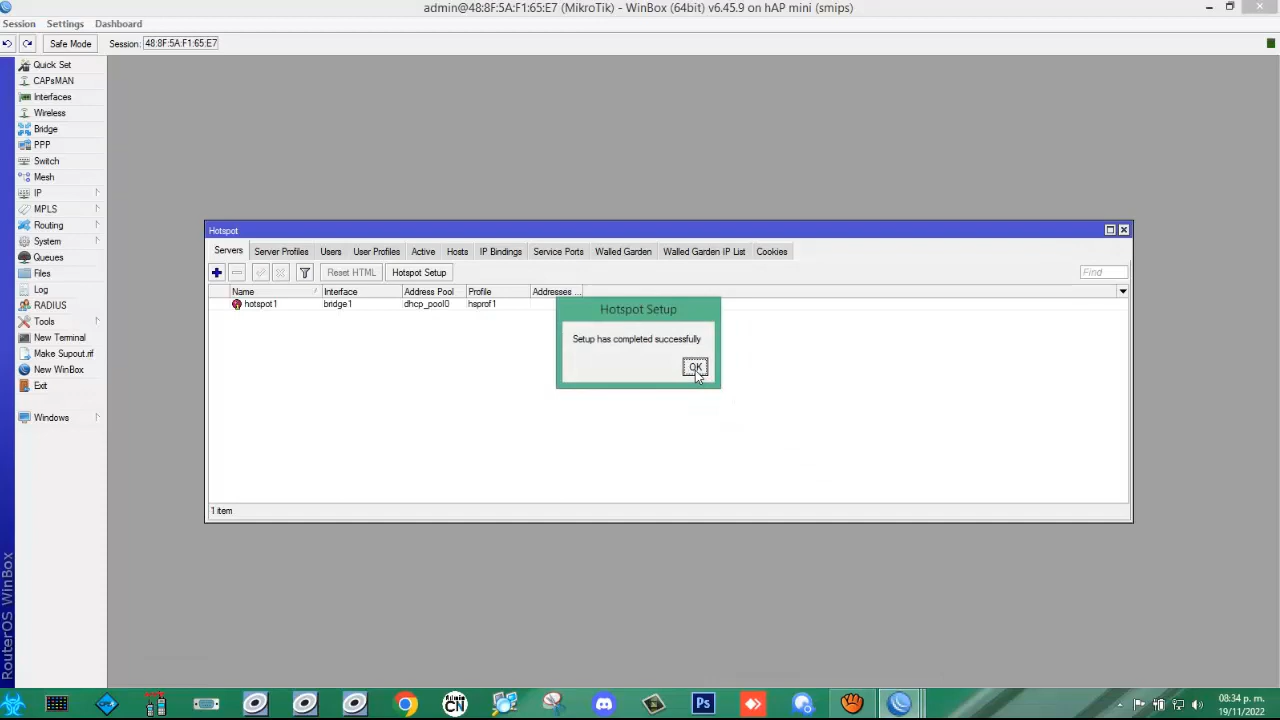 admin@48:8F:5A:F1:65:E7 (MikroTik) - WinBox (64bit) v6.45.9 on hAP mini (smips)
Session Settings Dashboard
Safe Mode Session: 48:8F:5A:F1:65:E7
Quick Set
CAPsMAN
Interfaces
Wireless
Bridge
PPP
Switch
Mesh
IP
MPLS
Routing
System
Queues
Files
Log
RADIUS
Tools
New Terminal
Make Supout.rif
New WinBox
Exit
Windows
RouterOS WinBox
Hotspot
Servers Server Profiles Users User Profiles Active Hosts IP Bindings Service Ports Walled Garden Walled Garden IP List Cookies
Reset HTML Hotspot Setup Find
Name Interface Address Pool Profile Addresses ...
hotspot1 bridge1 dhcp_pool0 hsprof1
1 item
Hotspot Setup
Setup has completed successfully
OK
CN
Ps
08:34 p. m.
19/11/2022